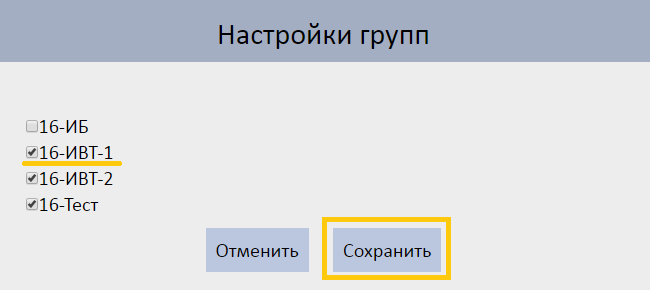 Настройки групп
16-ИБ
16-ИВТ-1
16-ИВТ-2
16-Тест
Отменить Сохранить